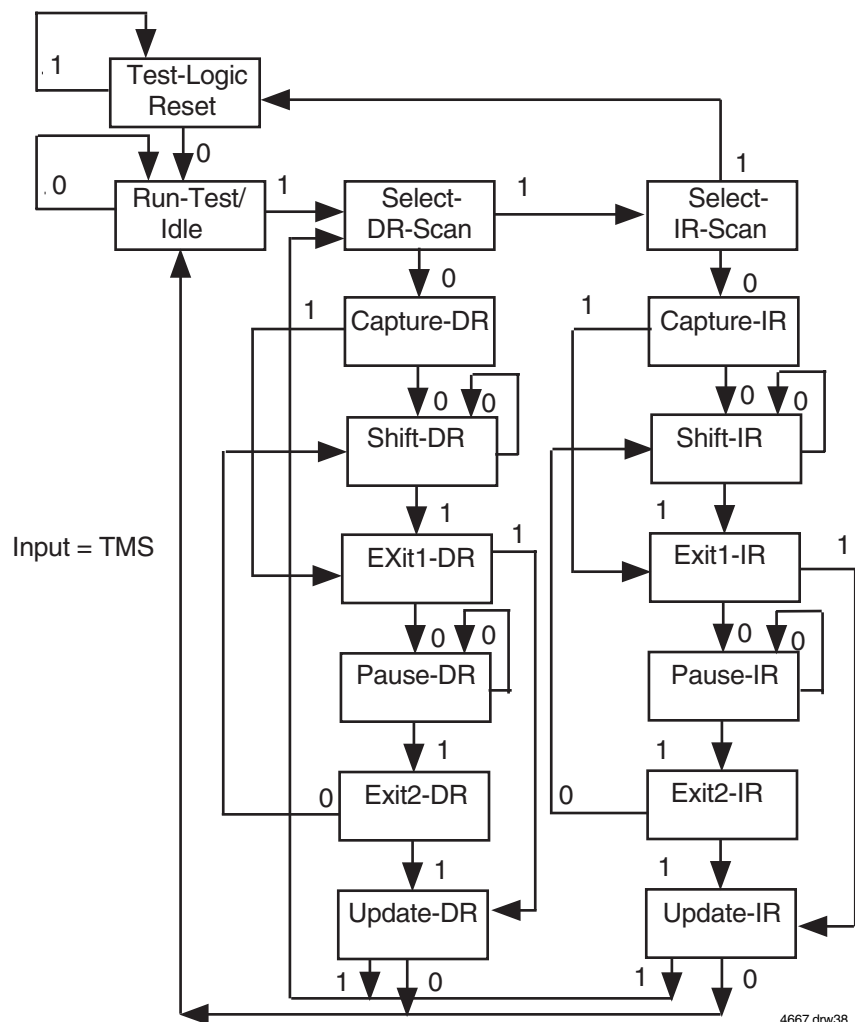 1
Test-Logic
Reset
0
1
0
Run-Test/
Idle
1
Select-
DR-Scan
1
Select-
IR-Scan
0
0
1
Capture-DR
1
Capture-IR
0
0
0
0
Shift-DR
Shift-IR
1
1
Input = TMS
EXit1-DR
1
Exit1-IR
1
0
0
0
0
Pause-DR
Pause-IR
1
1
0
Exit2-DR
0
Exit2-IR
1
1
Update-DR
Update-IR
1
0
1
0
4667 drw38